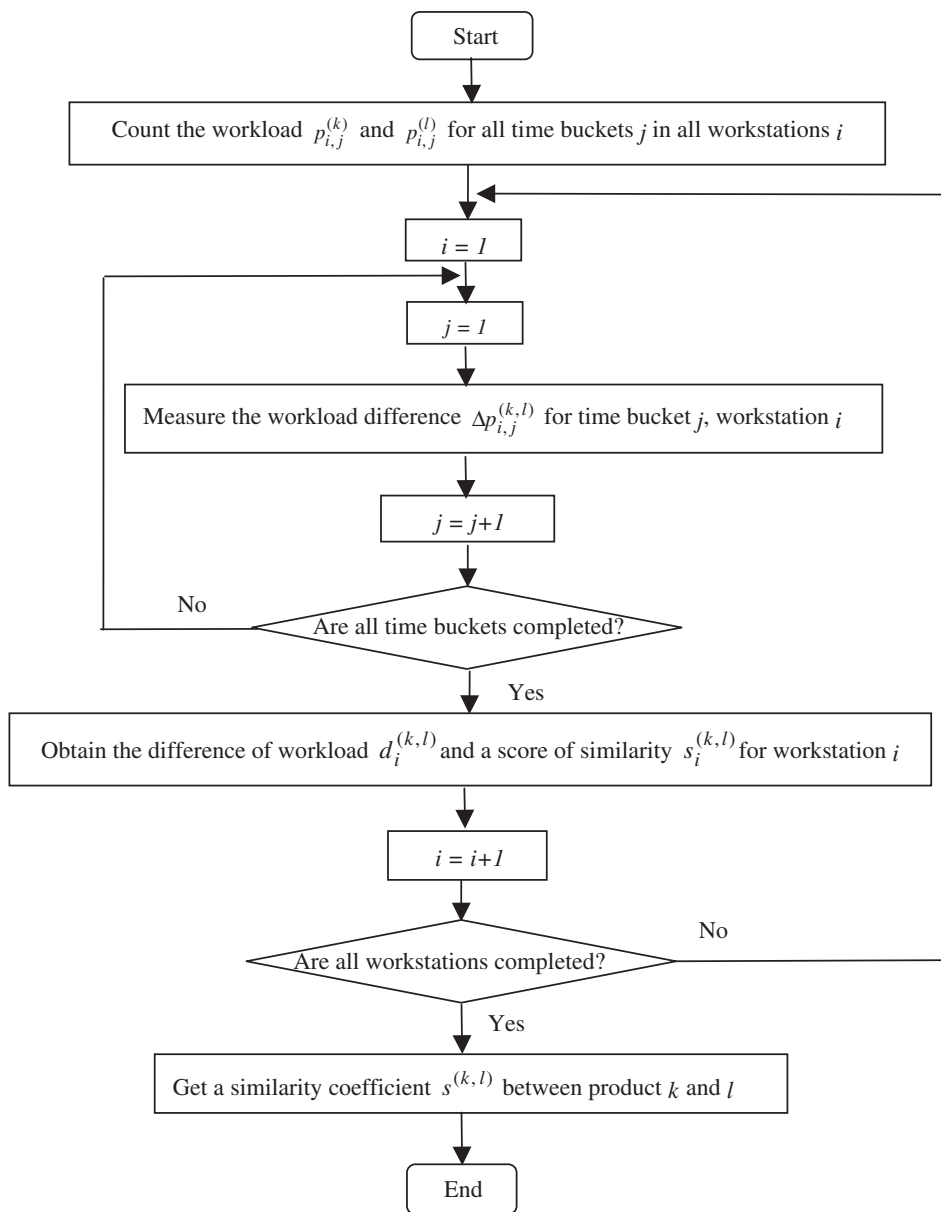 Start
Count the workload p_{i,j}^{(k)} and p_{i,j}^{(l)} for all time buckets j in all workstations i
i = 1
j = 1
Measure the workload difference Δp_{i,j}^{(k,l)} for time bucket j, workstation i
j = j+1
No
Are all time buckets completed?
Yes
Obtain the difference of workload d_i^{(k,l)} and a score of similarity s_i^{(k,l)} for workstation i
i = i+1
No
Are all workstations completed?
Yes
Get a similarity coefficient s^{(k,l)} between product k and l
End